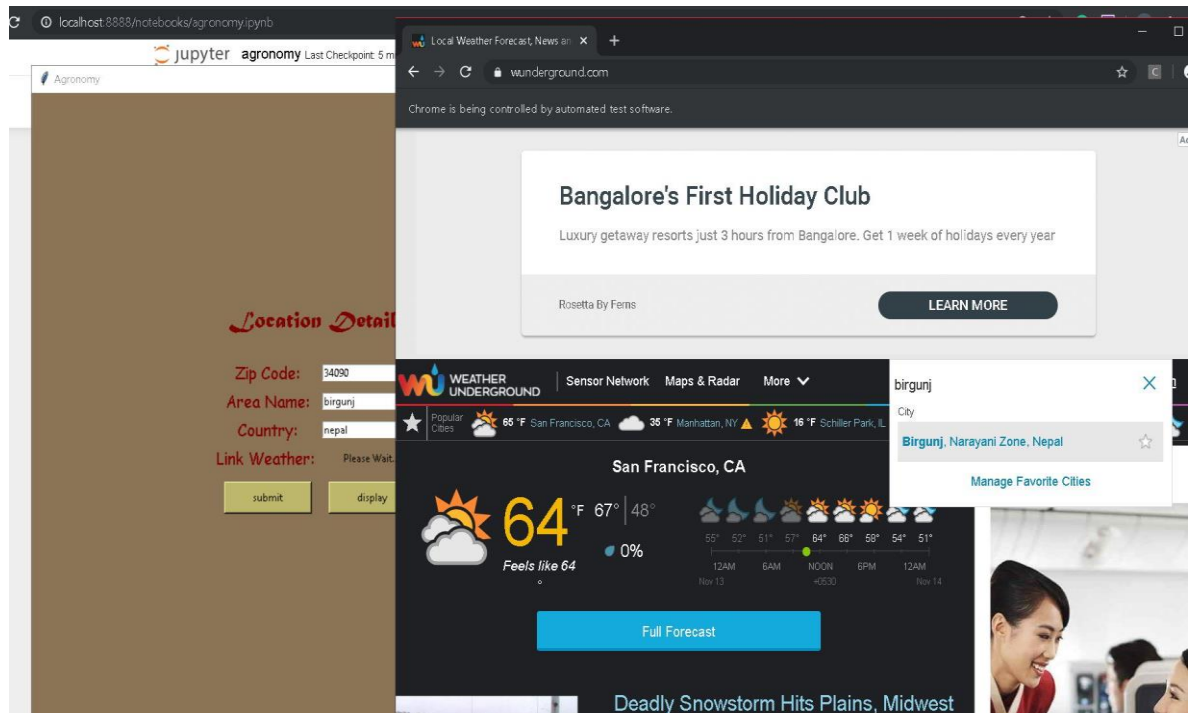 localhost:8888/notebooks/agronomy.ipynb
jupyter agronomy Last Checkpoint: 5 m
Agronomy
Location Detail
Zip Code: 34090
Area Name: birgunj
Country: nepal
Link Weather: Please Wait.
submit display
Local Weather Forecast, News an
wunderground.com
Chrome is being controlled by automated test software.
Bangalore's First Holiday Club
Luxury getaway resorts just 3 hours from Bangalore. Get 1 week of holidays every year
Rosetta By Ferns
LEARN MORE
WEATHER
UNDERGROUND
Sensor Network Maps & Radar More
birgunj
City
Birgunj, Narayani Zone, Nepal
Manage Favorite Cities
Popular
Cities
65 °F San Francisco, CA 35 °F Manhattan, NY 16 °F Schiller Park, IL
San Francisco, CA
64 °F 67° | 48°
0%
Feels like 64
°
55° 52° 51° 57° 64° 66° 58° 54° 51°
12AM 6AM NOON 6PM 12AM
Nov 13 +0530 Nov 14
Full Forecast
Deadly Snowstorm Hits Plains, Midwest